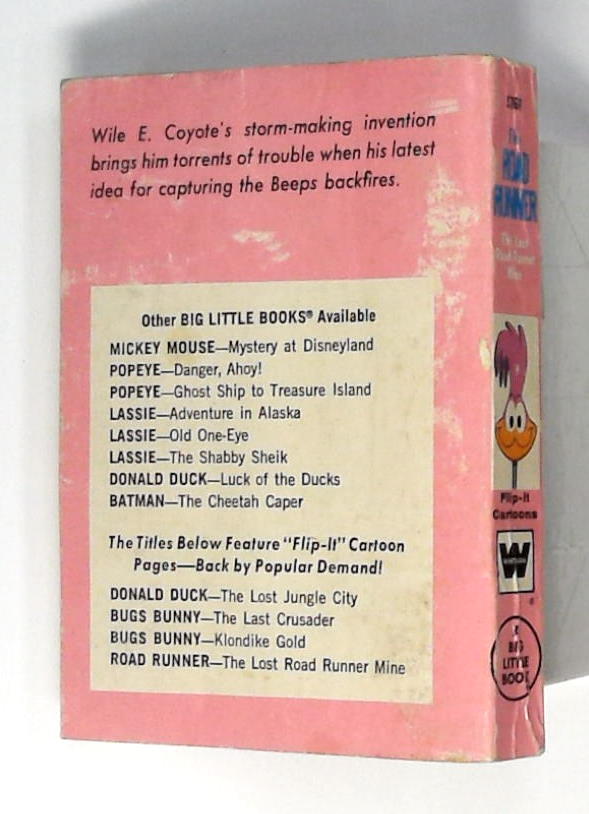 Wile E. Coyote's storm-making invention
brings him torrents of trouble when his latest
idea for capturing the Beeps backfires.
Other BIG LITTLE BOOKS® Available
MICKEY MOUSE—Mystery at Disneyland
POPEYE—Danger, Ahoy!
POPEYE—Ghost Ship to Treasure Island
LASSIE—Adventure in Alaska
LASSIE—Old One-Eye
LASSIE—The Shabby Sheik
DONALD DUCK—Luck of the Ducks
BATMAN—The Cheetah Caper
The Titles Below Feature "Flip-It" Cartoon
Pages—Back by Popular Demand!
DONALD DUCK—The Lost Jungle City
BUGS BUNNY—The Last Crusader
BUGS BUNNY—Klondike Gold
ROAD RUNNER—The Lost Road Runner Mine
The
ROAD
RUNNER
The Lost
Road Runner
Mine
Flip-It
Cartoons
W
®
A
BIG
LITTLE
BOOK